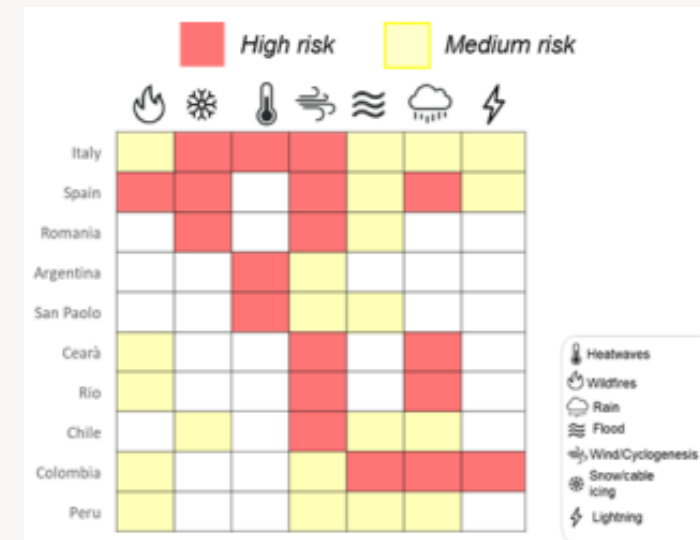 High risk
Medium risk
Italy
Spain
Romania
Argentina
San Paolo
Cearà
Rio
Chile
Colombia
Peru
Heatwaves
Wildfires
Rain
Flood
Wind/Cyclogenesis
Snow/cable
icing
Lightning